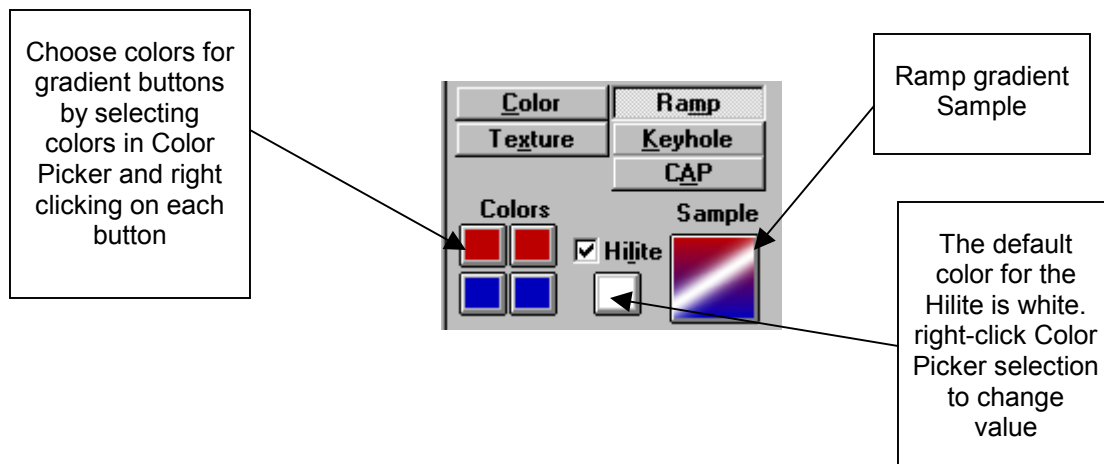 Choose colors for
gradient buttons
by selecting
colors in Color
Picker and right
clicking on each
button
Color
Ramp
Texture
Keyhole
CAP
Colors
Sample
Hilite
Ramp gradient
Sample
The default
color for the
Hilite is white.
right-click Color
Picker selection
to change
value